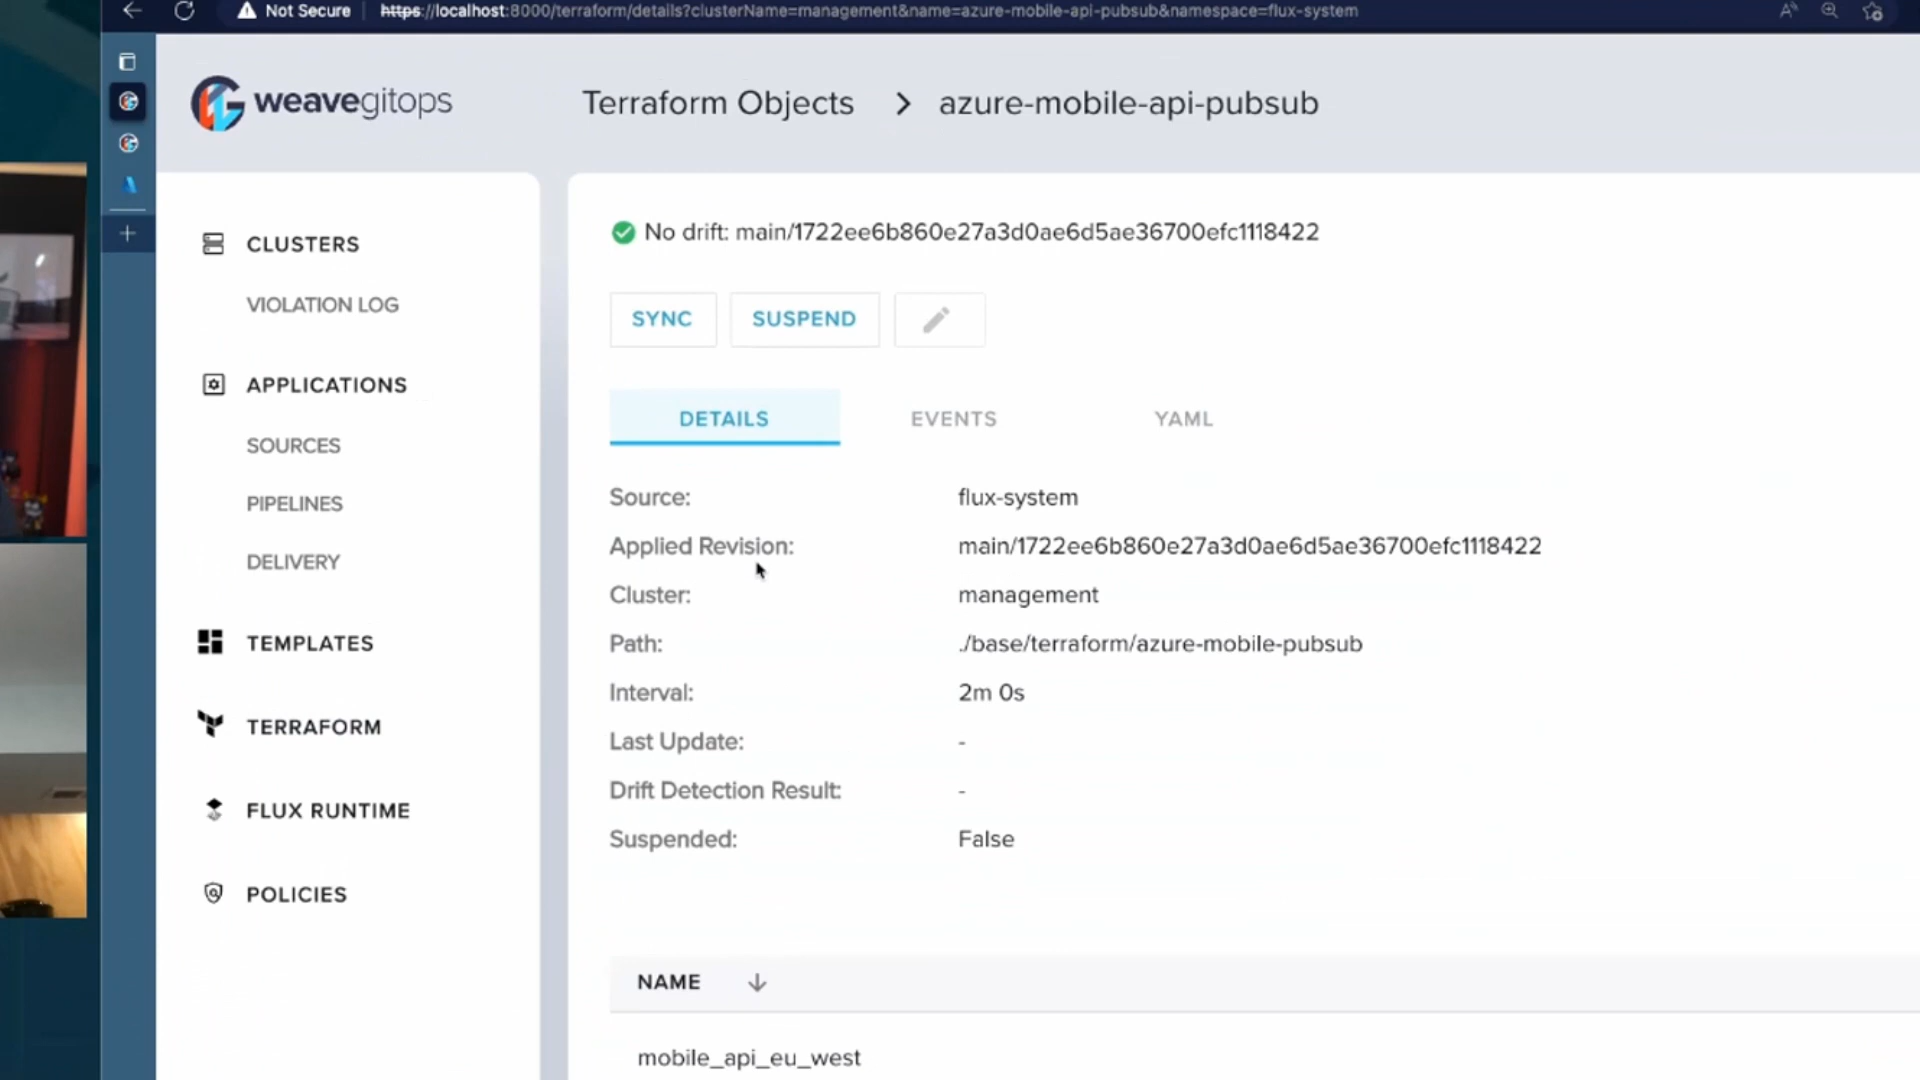 Not Secure
https://localhost:8000/terraform/details?clusterName=management&name=azure-mobile-api-pubsub&namespace=flux-system
weavegitops
Terraform Objects > azure-mobile-api-pubsub
CLUSTERS
VIOLATION LOG
APPLICATIONS
SOURCES
PIPELINES
DELIVERY
TEMPLATES
TERRAFORM
FLUX RUNTIME
POLICIES
No drift: main/1722ee6b860e27a3d0ae6d5ae36700efc1118422
SYNC
SUSPEND
DETAILS
EVENTS
YAML
Source: flux-system
Applied Revision: main/1722ee6b860e27a3d0ae6d5ae36700efc1118422
Cluster: management
Path: ./base/terraform/azure-mobile-pubsub
Interval: 2m 0s
Last Update: -
Drift Detection Result: -
Suspended: False
NAME
mobile_api_eu_west